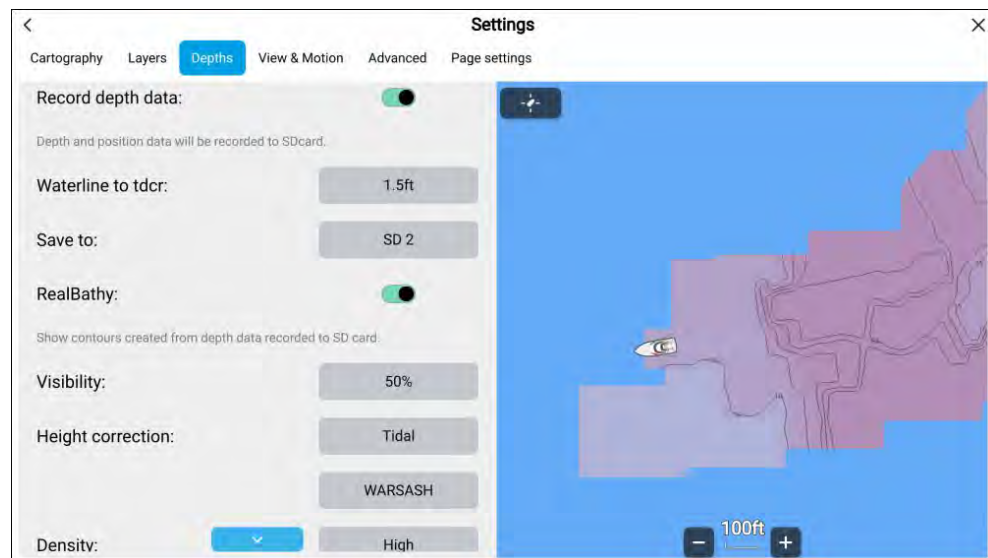 Settings
Cartography Layers Depths View & Motion Advanced Page settings
Record depth data:
Depth and position data will be recorded to SDcard.
Waterline to tdcr: 1.5ft
Save to: SD 2
RealBathy:
Show contours created from depth data recorded to SD card.
Visibility: 50%
Height correction: Tidal
WARSASH
Density: High
100ft